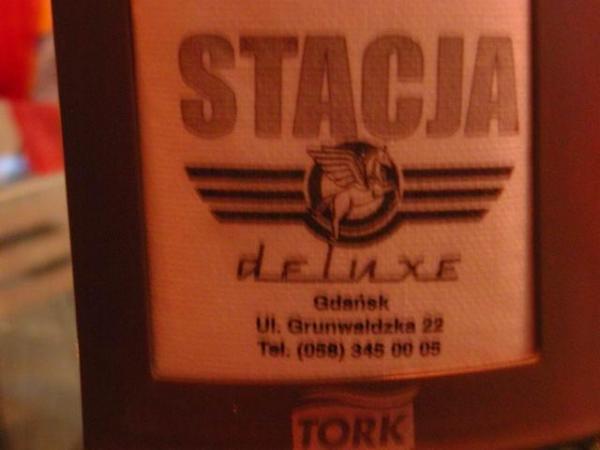 STACJA
deluxe
Gdańsk
Ul. Grunwaldzka 22
Tel. (058) 345 00 05
TORK